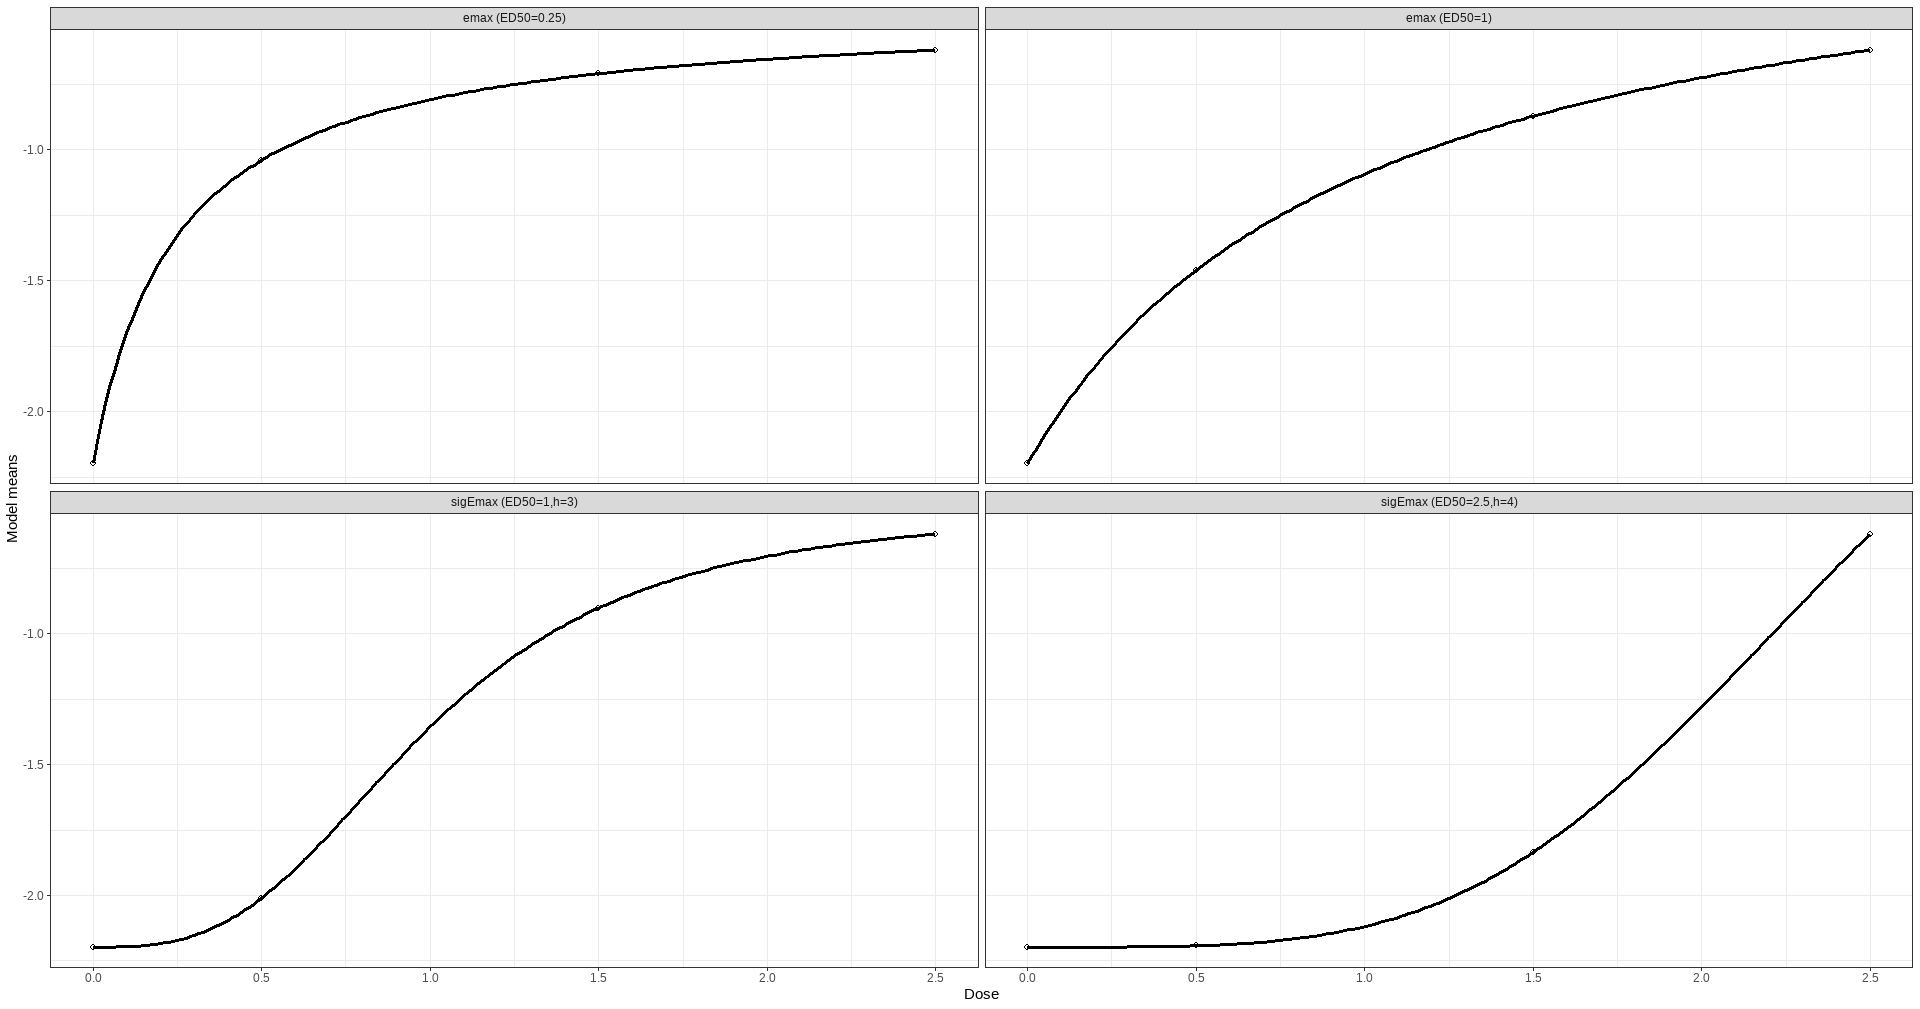 emax (ED50=0.25)
emax (ED50=1)
-1.0
-1.5
-2.0
Model means
sigEmax (ED50=1,h=3)
sigEmax (ED50=2.5,h=4)
-1.0
-1.5
-2.0
0.0 0.5 1.0 1.5 2.0 2.5
0.0 0.5 1.0 1.5 2.0 2.5
Dose